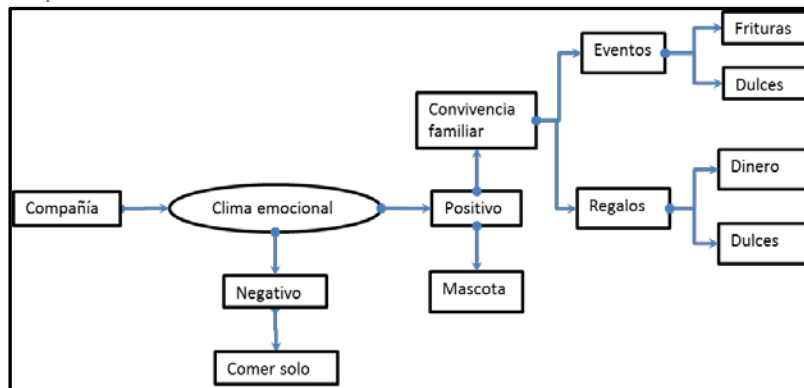 Frituras
Eventos
Dulces
Convivencia
familiar
Dinero
Compañía
Clima emocional
Positivo
Regalos
Dulces
Negativo
Mascota
Comer solo